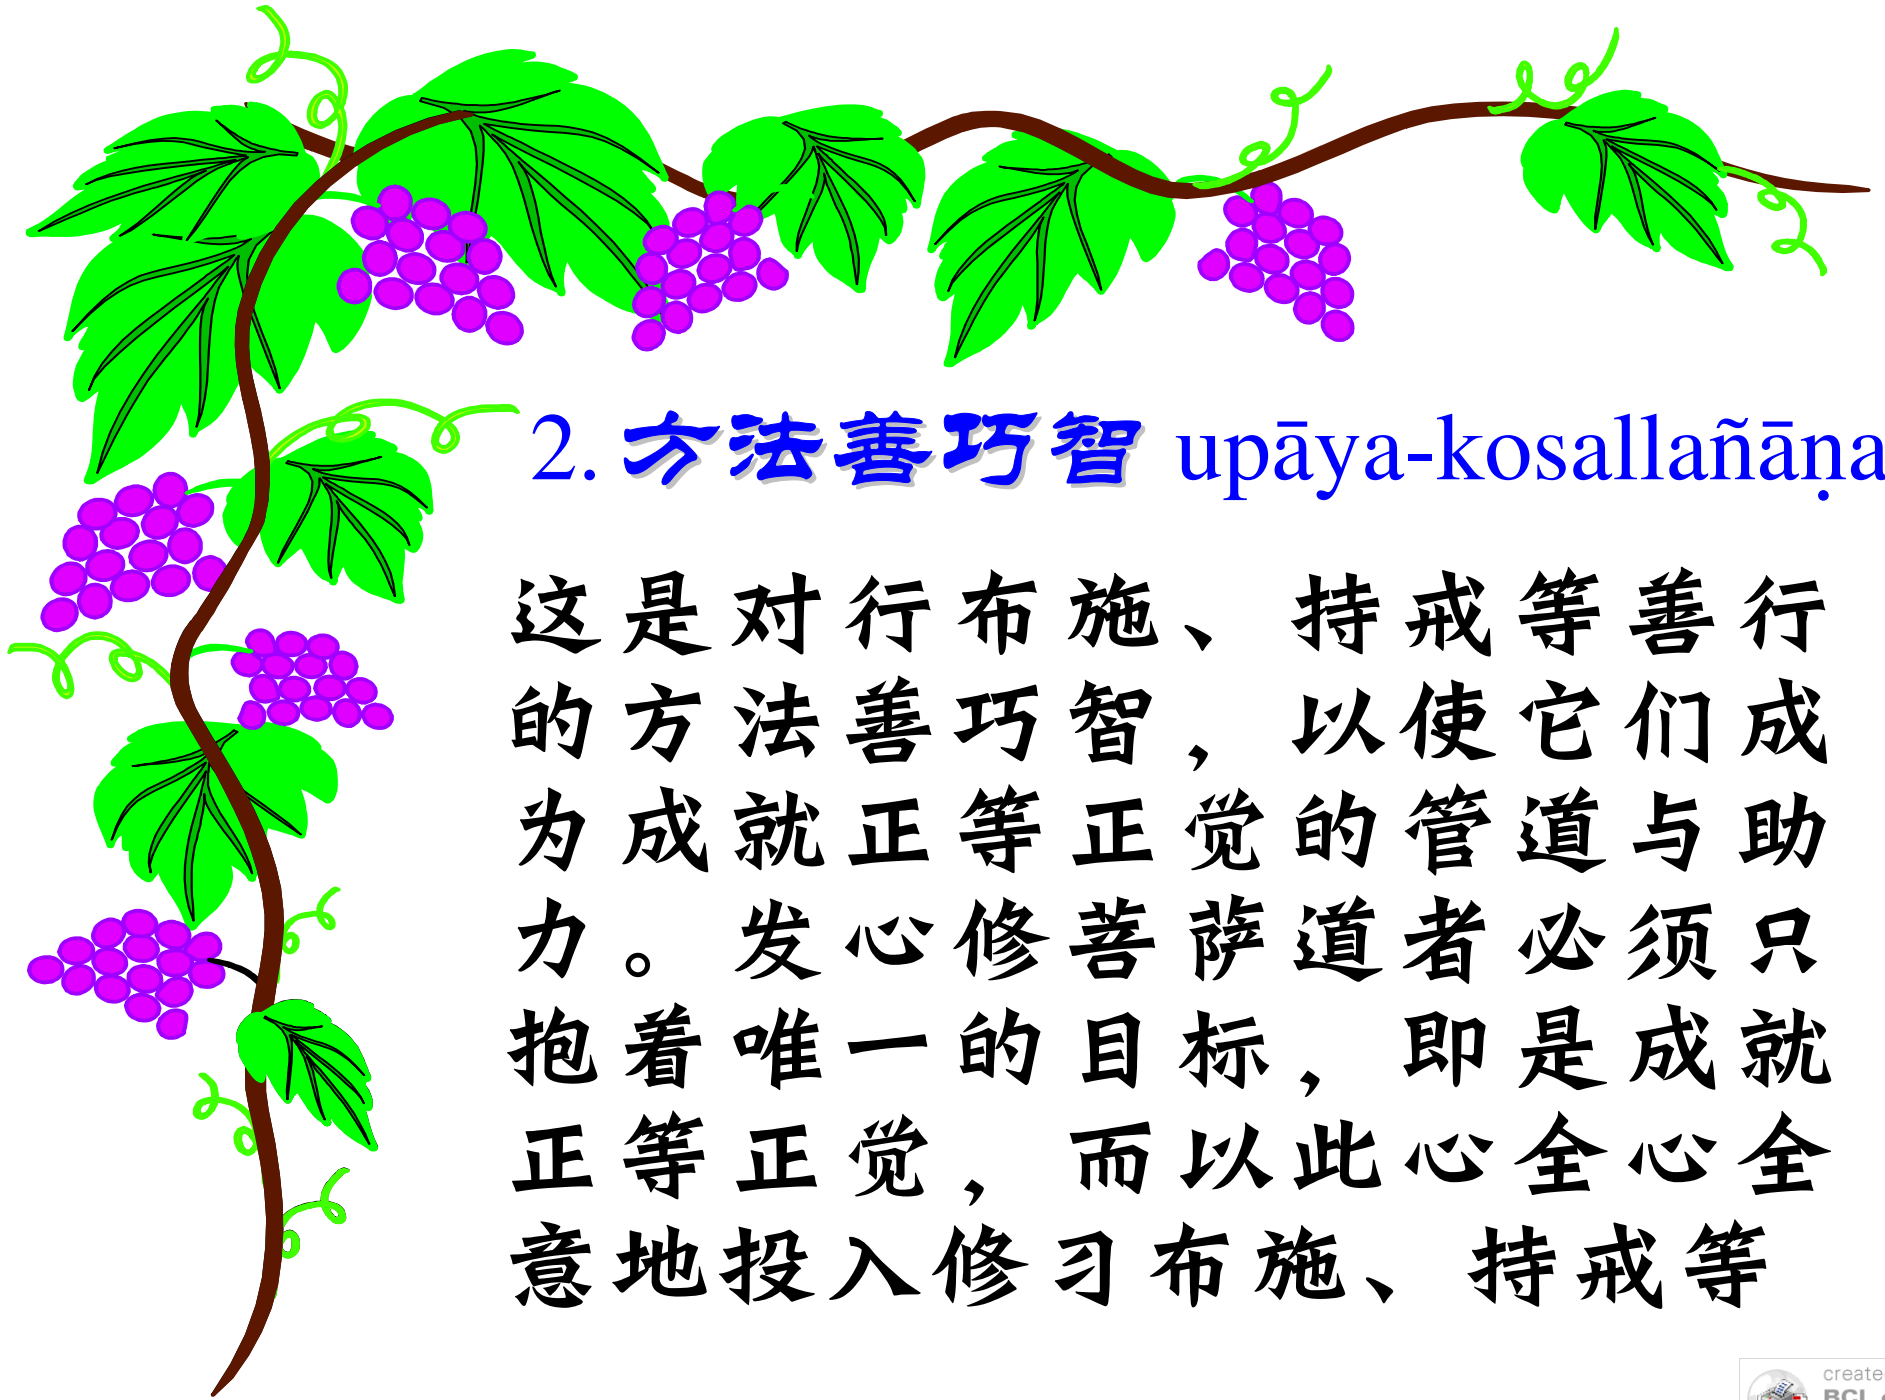 2. 方法善巧智 upāya-kosallañāṇa
这是对行布施、持戒等善行
的方法善巧智，以使它们成
为成就正等正觉的管道与助
力。发心修菩萨道者必须只
抱着唯一的目标，即是成就
正等正觉，而以此心全心全
意地投入修习布施、持戒等
create
BCL